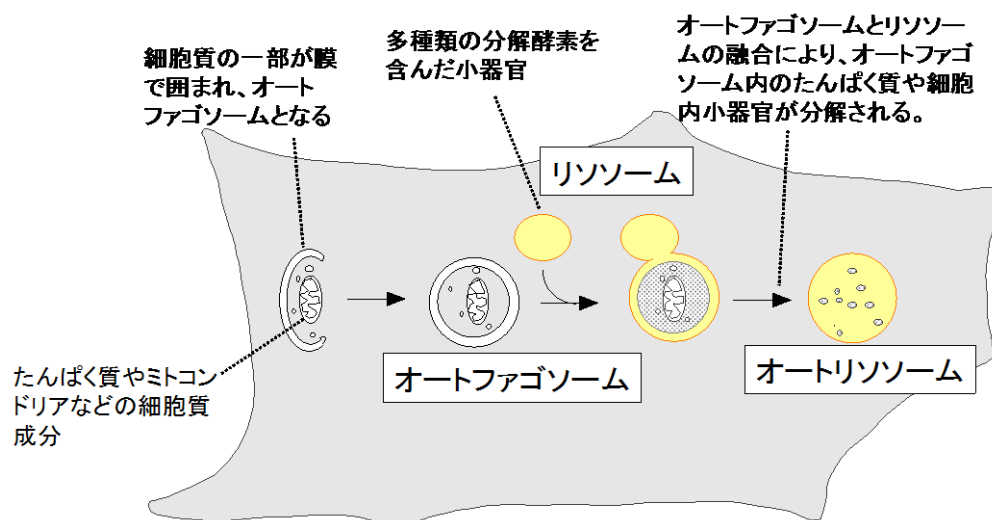 細胞質の一部が膜
で囲まれ、オート
ファゴソームとなる
多種類の分解酵素を
含んだ小器官
オートファゴソームとリソソー
ムの融合により、オートファゴ
ソーム内のたんぱく質や細胞
内小器官が分解される。
リソソーム
オートファゴソーム
オートリソソーム
たんぱく質やミトコン
ドリアなどの細胞質
成分